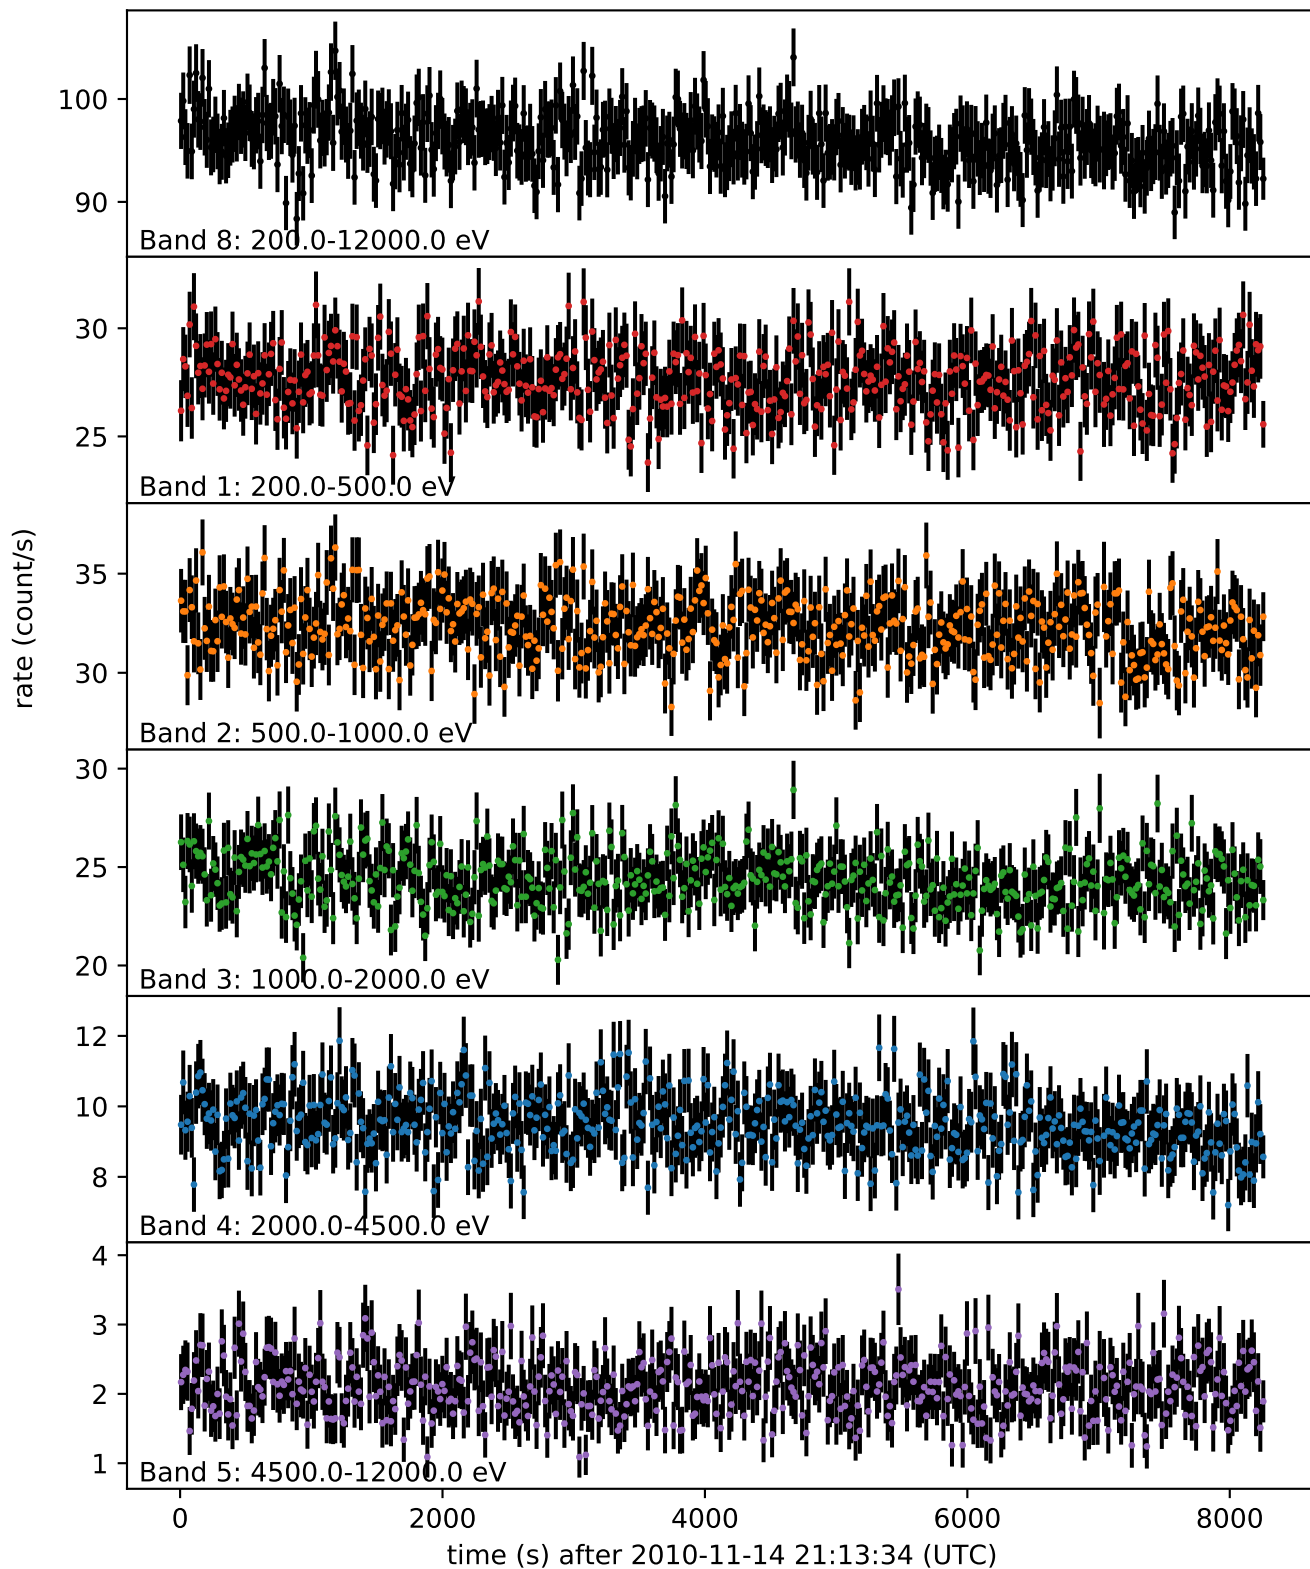 100
90
Band 8: 200.0-12000.0 eV
30
25
Band 1: 200.0-500.0 eV
rate (count/s)
35
30
Band 2: 500.0-1000.0 eV
30
25
20
Band 3: 1000.0-2000.0 eV
12
10
8
Band 4: 2000.0-4500.0 eV
4
3
2
1
Band 5: 4500.0-12000.0 eV
0 2000 4000 6000 8000
time (s) after 2010-11-14 21:13:34 (UTC)